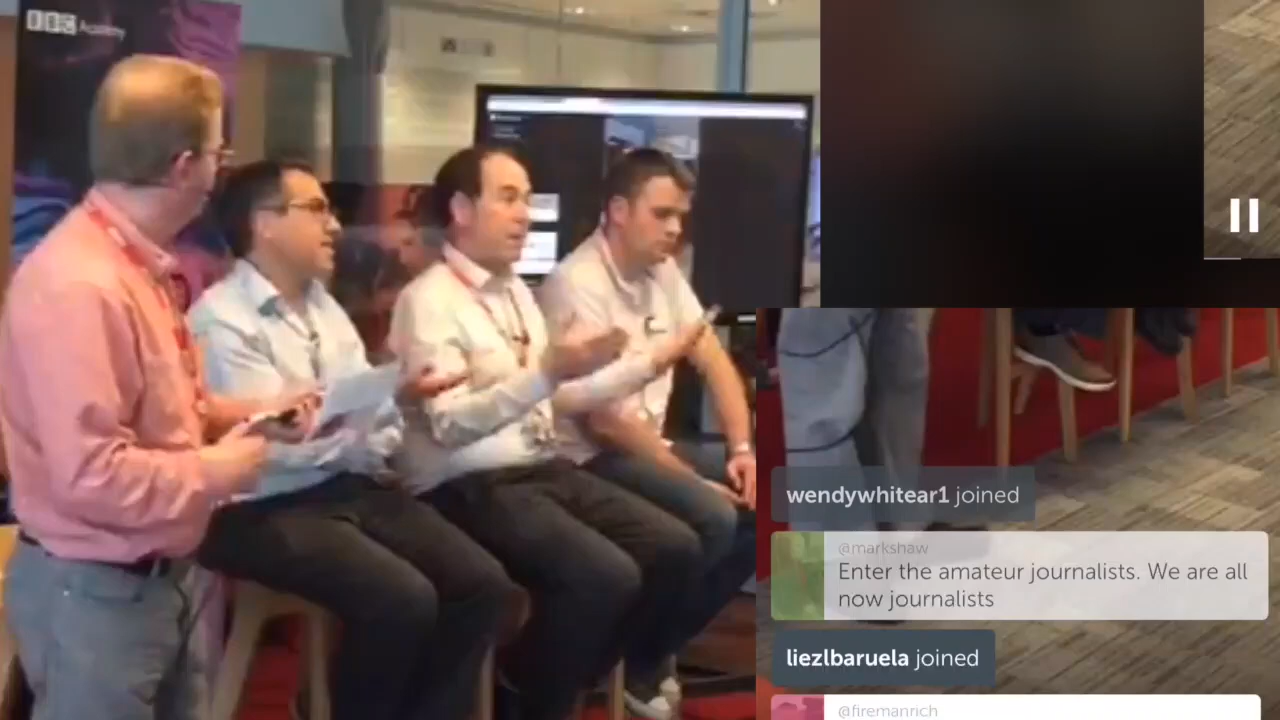 BBC Academy
wendywhitear1 joined
@markshaw
Enter the amateur journalists. We are all
now journalists
liezlbaruela joined
@firemanrich